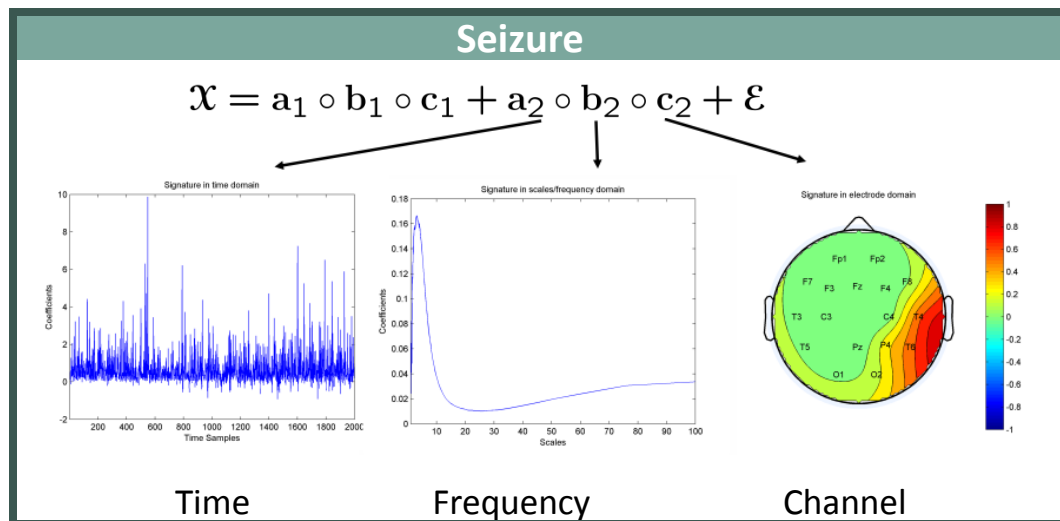 Seizure
𝒳 = a₁ ∘ b₁ ∘ c₁ + a₂ ∘ b₂ ∘ c₂ + ℰ
Signature in time domain
10
8
6
4
2
0
-2
Coefficients
200 400 600 800 1000 1200 1400 1600 1800 2000
Time Samples
Signature in scales/frequency domain
0.18
0.16
0.14
0.12
0.1
0.08
0.06
0.04
0.02
0
Coefficients
10 20 30 40 50 60 70 80 90 100
Scales
Signature in electrode domain
Fp1 Fp2
F7 F3 Fz F4 F8
T3 C3 C4 T4
T5 Pz P4 T6
O1 O2
1
0.8
0.6
0.4
0.2
0
-0.2
-0.4
-0.6
-0.8
-1
Time Frequency Channel